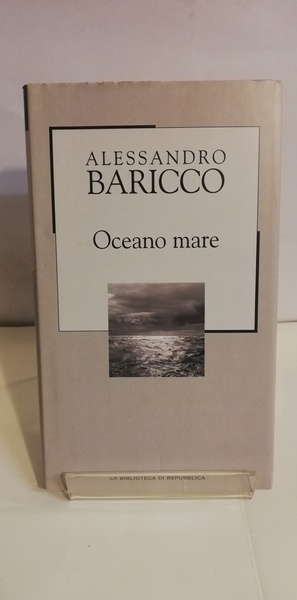 ALESSANDRO
BARICCO
Oceano mare
LA BIBLIOTECA DI REPUBBLICA